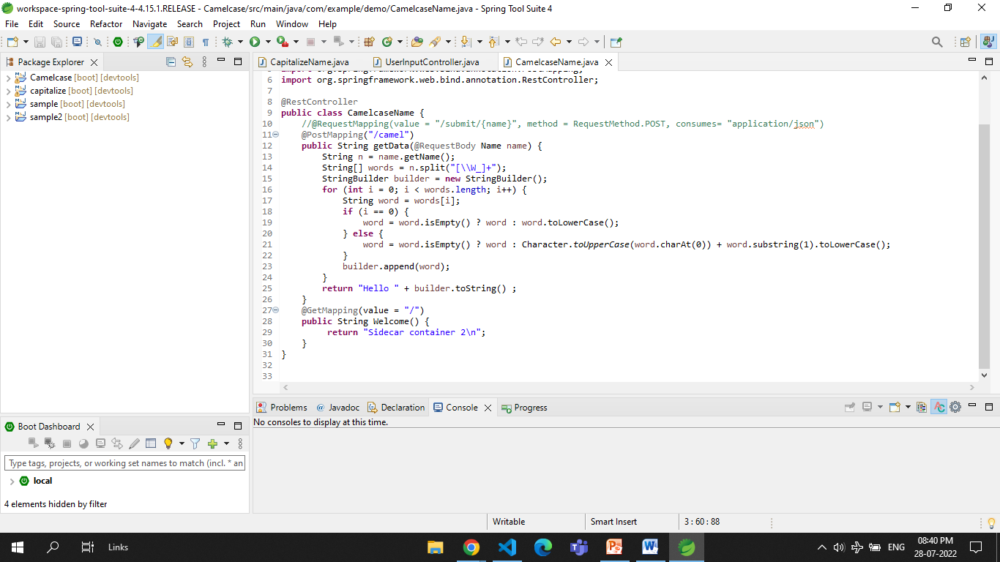 workspace-spring-tool-suite-4-4.15.1.RELEASE - Camelcase/src/main/java/com/example/demo/CamelcaseName.java - Spring Tool Suite 4
File Edit Source Refactor Navigate Search Project Run Window Help
Package Explorer
Camelcase [boot] [devtools]
capitalize [boot] [devtools]
sample [boot] [devtools]
sample2 [boot] [devtools]
CapitalizeName.java UserInputController.java CamelcaseName.java
6 import org.springframework.web.bind.annotation.RestController;
7
8 @RestController
9 public class CamelcaseName {
10 //@RequestMapping(value = "/submit/{name}", method = RequestMethod.POST, consumes= "application/json")
11 @PostMapping("/camel")
12 public String getData(@RequestBody Name name) {
13 String n = name.getName();
14 String[] words = n.split("[\\W_]+");
15 StringBuilder builder = new StringBuilder();
16 for (int i = 0; i < words.length; i++) {
17 String word = words[i];
18 if (i == 0) {
19 word = word.isEmpty() ? word : word.toLowerCase();
20 } else {
21 word = word.isEmpty() ? word : Character.toUpperCase(word.charAt(0)) + word.substring(1).toLowerCase();
22 }
23 builder.append(word);
24 }
25 return "Hello " + builder.toString() ;
26 }
27 @GetMapping(value = "/")
28 public String Welcome() {
29 return "Sidecar container 2\n";
30 }
31 }
32
33
Problems @ Javadoc Declaration Console Progress
No consoles to display at this time.
Boot Dashboard
Type tags, projects, or working set names to match (incl. * an
local
4 elements hidden by filter
Writable Smart Insert 3 : 60 : 88
Links
ENG
08:40 PM
28-07-2022